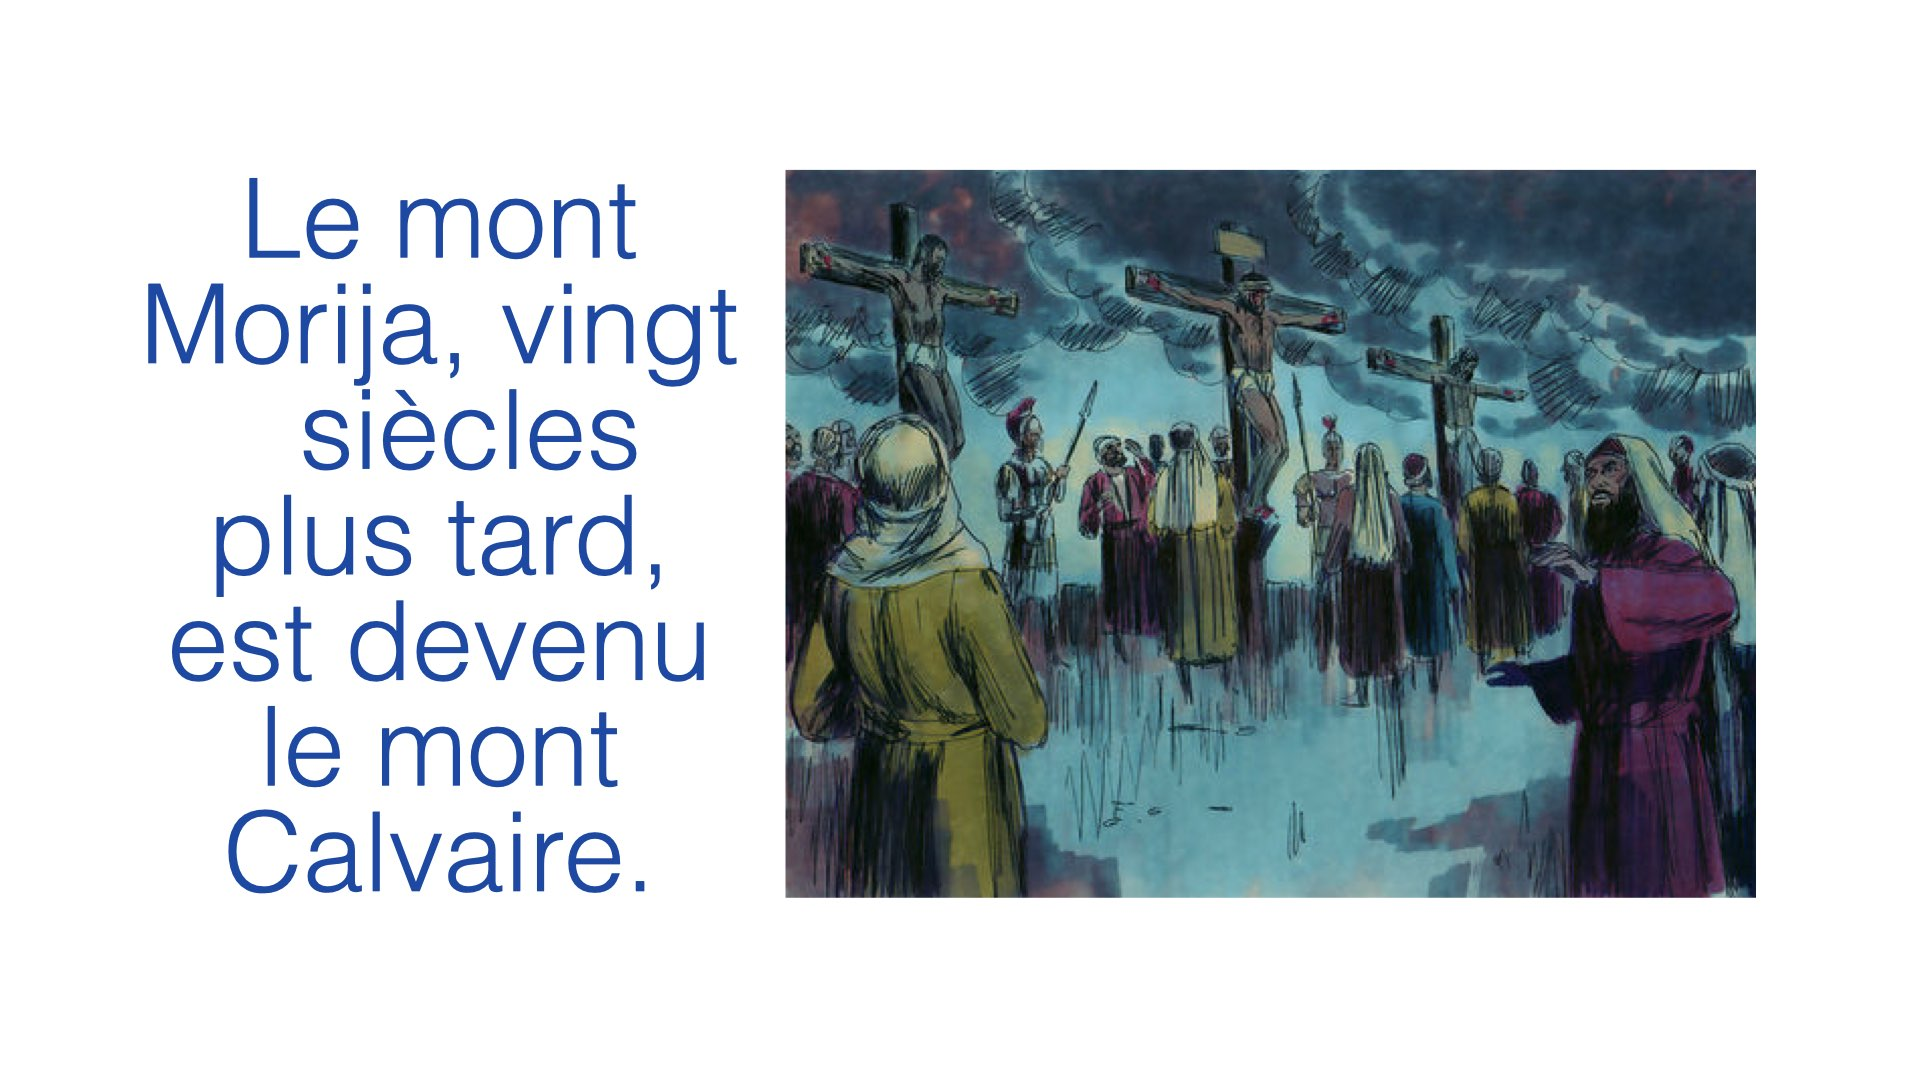 Le mont
Morija, vingt
siècles
plus tard,
est devenu
le mont
Calvaire.